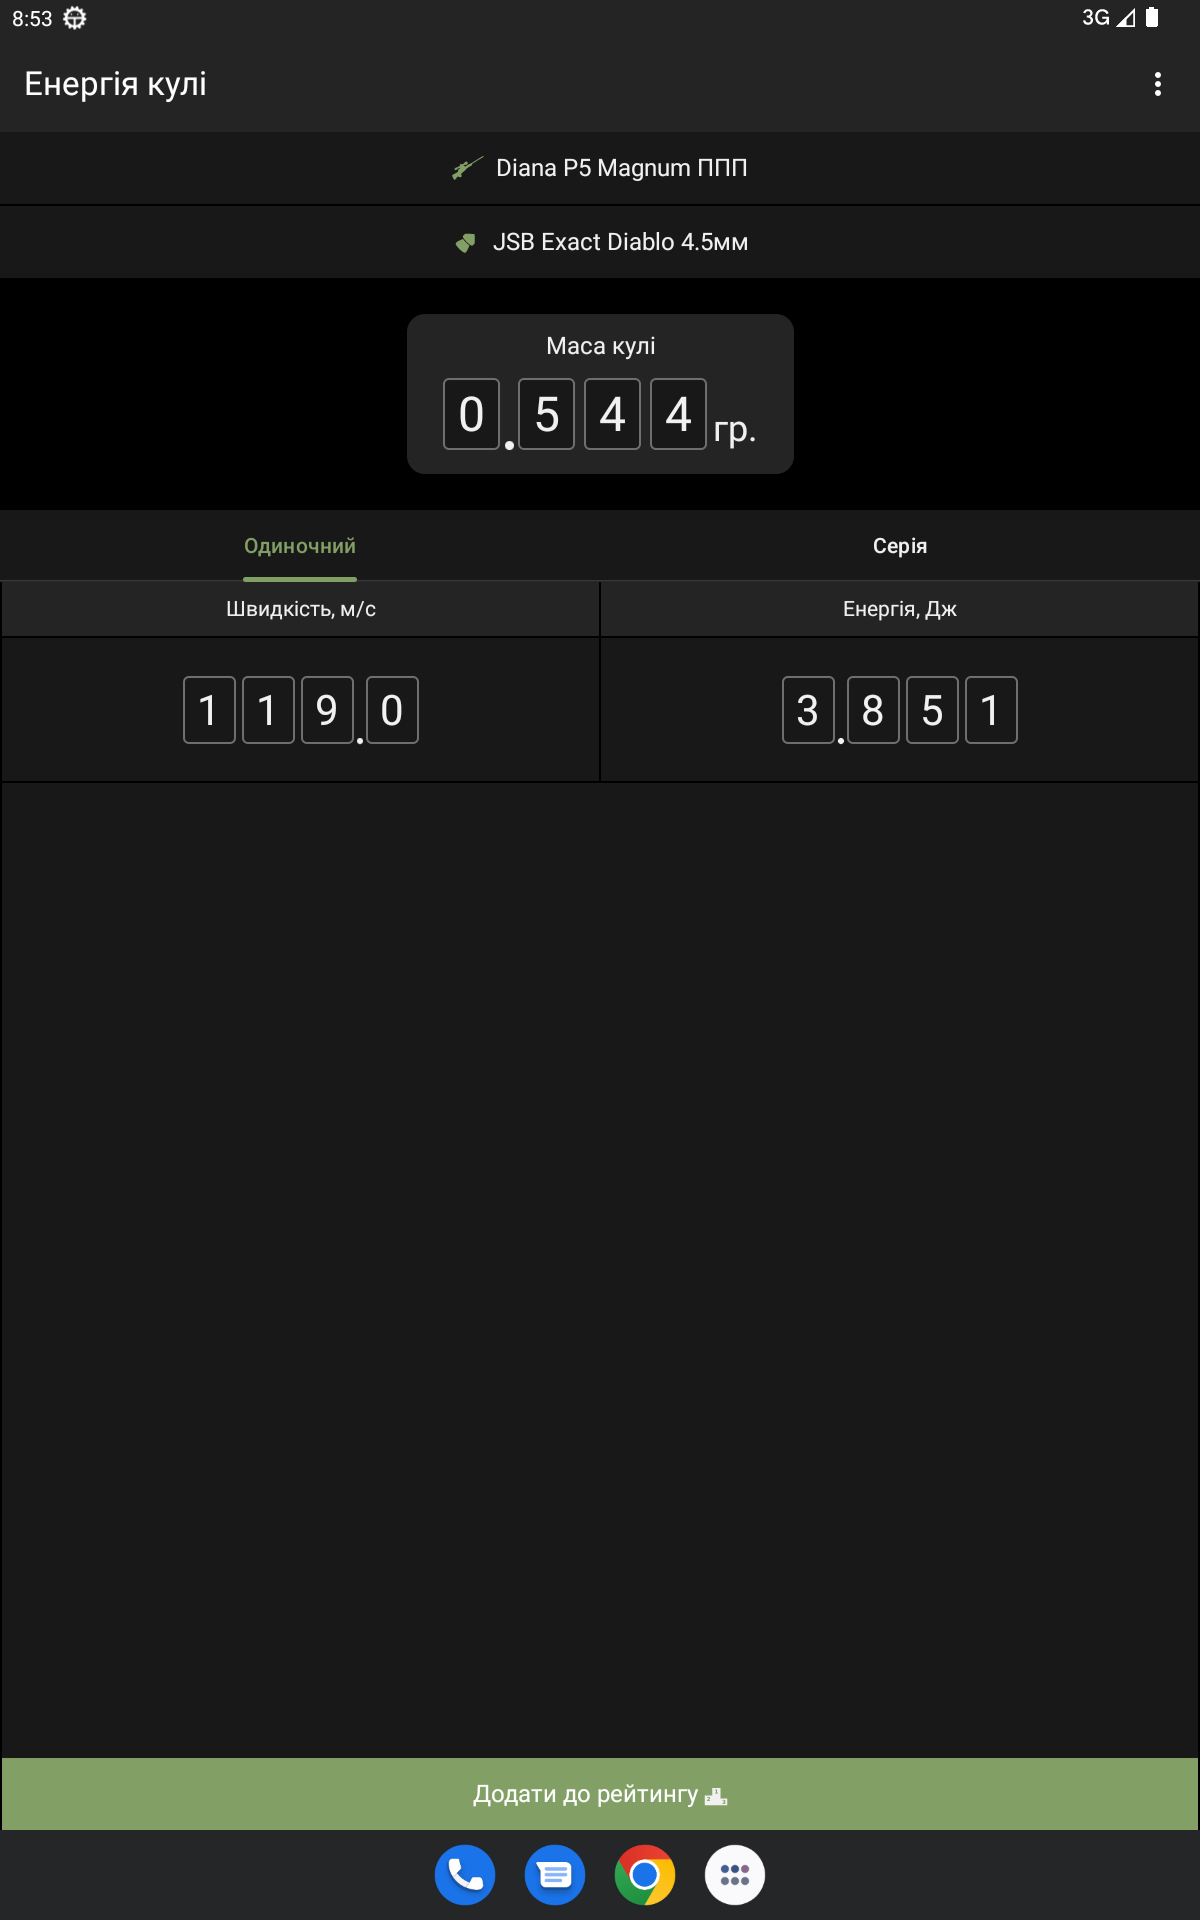 8:53
3G
Енергія кулі
Diana P5 Magnum ППП
JSB Exact Diablo 4.5мм
Маса кулі
0.544 гр.
Одиночний
Серія
Швидкість, м/с
Енергія, Дж
119.0
3.851
Додати до рейтингу